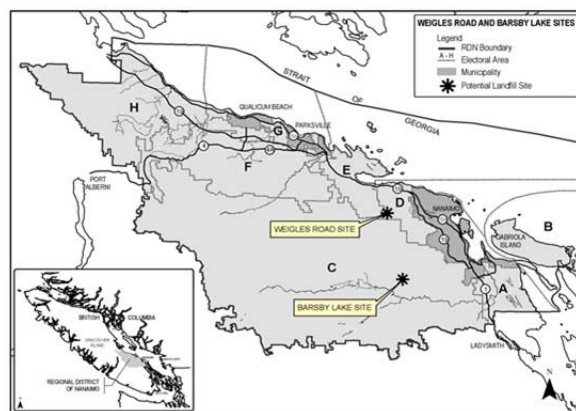 WEIGLES ROAD AND BARSBY LAKE SITES
Legend
RDN Boundary
A - H
Electoral Area
Municipality
Potential Landfill Site
STRAIT
OF
GEORGIA
H
QUALICUM BEACH
G
PARKSVILLE
F
E
PORT
ALBERNI
D
NANAIMO
B
GABRIOLA
ISLAND
WEIGLES ROAD SITE
C
BARSBY LAKE SITE
A
LADYSMITH
BRITISH
COLUMBIA
VANCOUVER
ISLAND
REGIONAL DISTRICT
OF NANAIMO
N